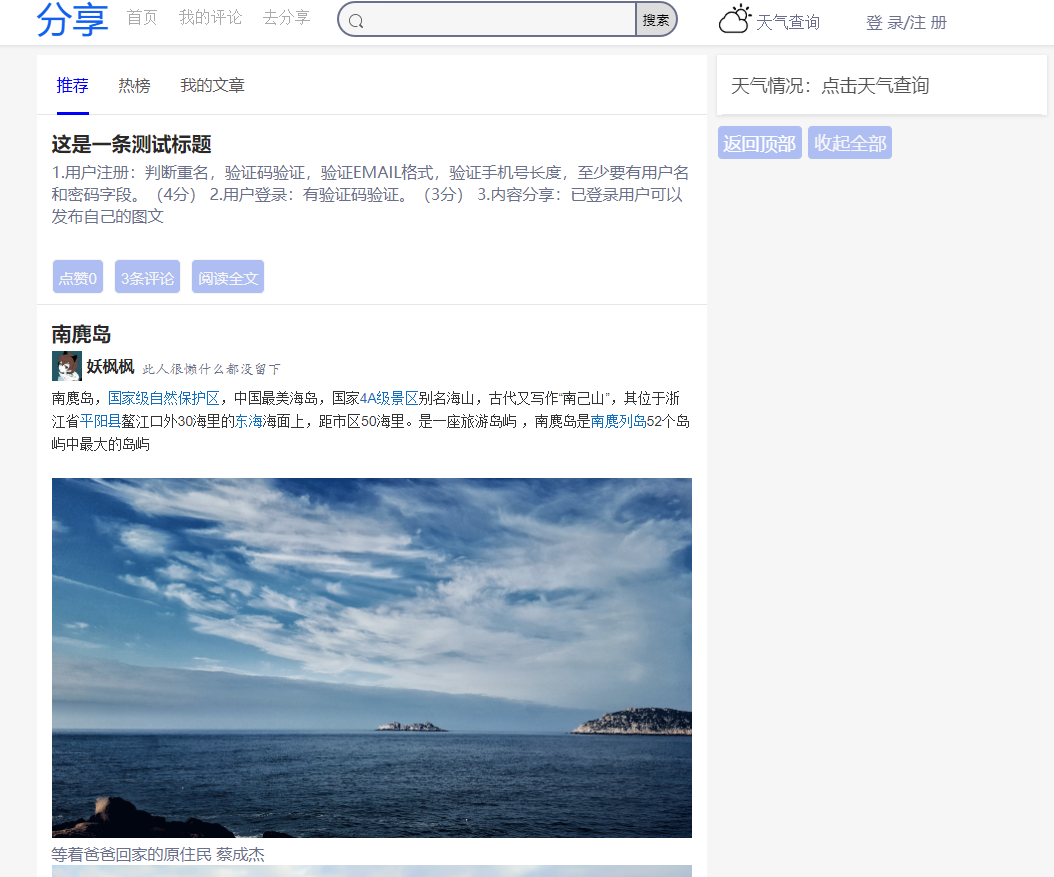 分享 首页 我的评论 去分享 搜索 天气查询 登 录/注 册
推荐 热榜 我的文章
天气情况：点击天气查询
返回顶部 收起全部
这是一条测试标题
1.用户注册：判断重名，验证码验证，验证EMAIL格式，验证手机号长度，至少要有用户名
和密码字段。（4分） 2.用户登录：有验证码验证。（3分） 3.内容分享：已登录用户可以
发布自己的图文
点赞0 3条评论 阅读全文
南麂岛
妖枫枫 此人很懒什么都没留下
南麂岛，国家级自然保护区，中国最美海岛，国家4A级景区别名海山，古代又写作“南己山”，其位于浙
江省平阳县鳌江口外30海里的东海海面上，距市区50海里。是一座旅游岛屿 ，南麂岛是南麂列岛52个岛
屿中最大的岛屿
等着爸爸回家的原住民 蔡成杰